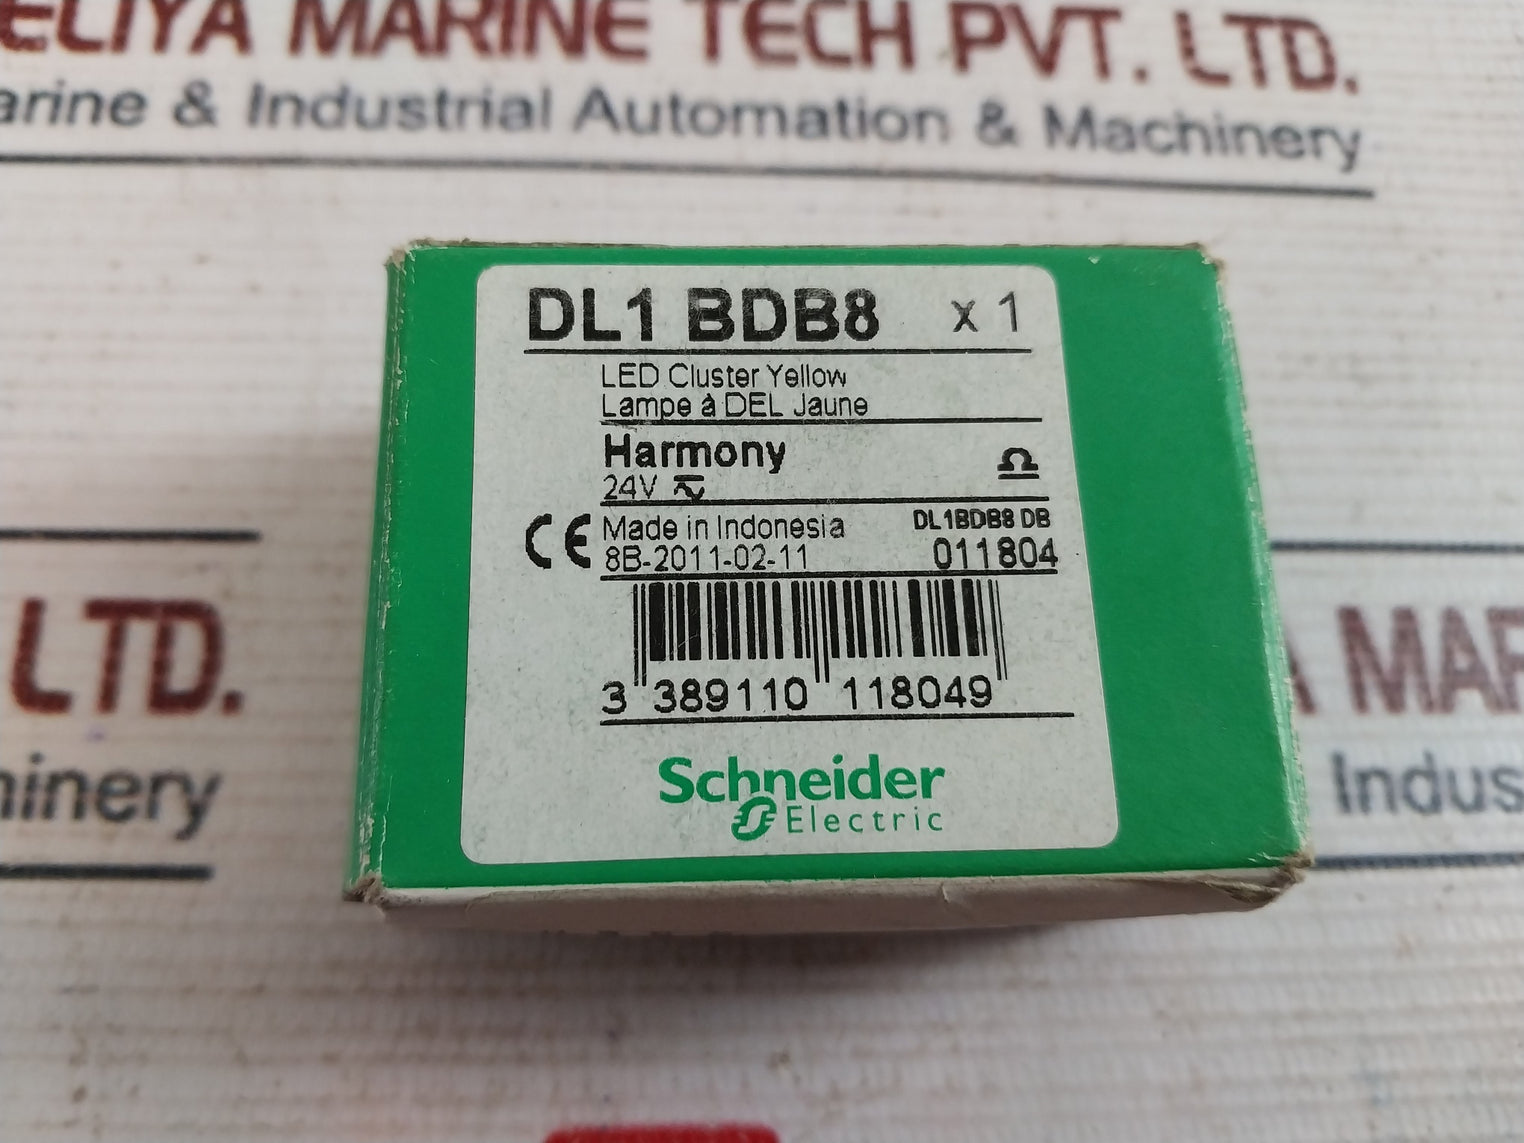 ELIYA MARINE TECH PVT. LTD.
arine & Industrial Automation & Machinery
DL1 BDB8 x 1
LED Cluster Yellow
Lampe à DEL Jaune
Harmony
24V
CE Made in Indonesia DL1BDB8 DB
8B-2011-02-11 011804
3 389110 118049
Schneider
Electric
LTD.
hinery
A MAR
Indus